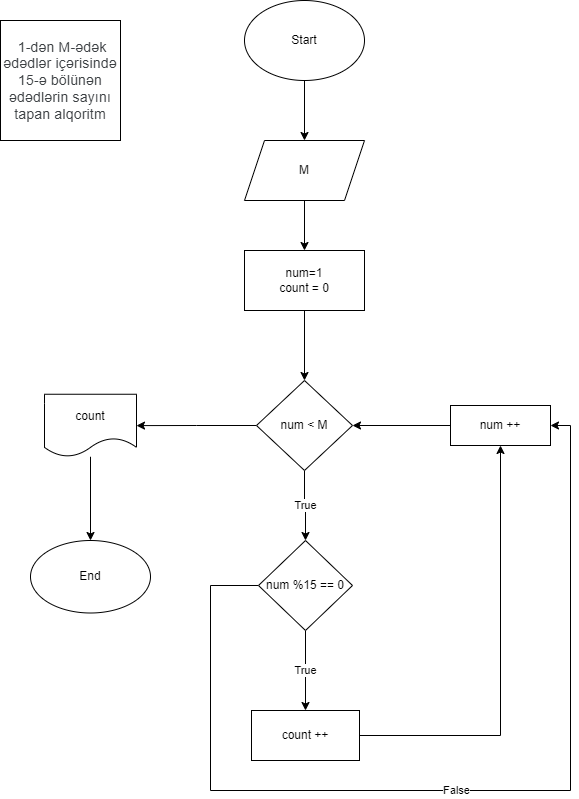 1-dən M-ədək
ədədlər içərisində
15-ə bölünən
ədədlərin sayını
tapan alqoritm
Start
M
num=1
count = 0
count
num < M
num ++
True
End
num %15 == 0
True
count ++
False